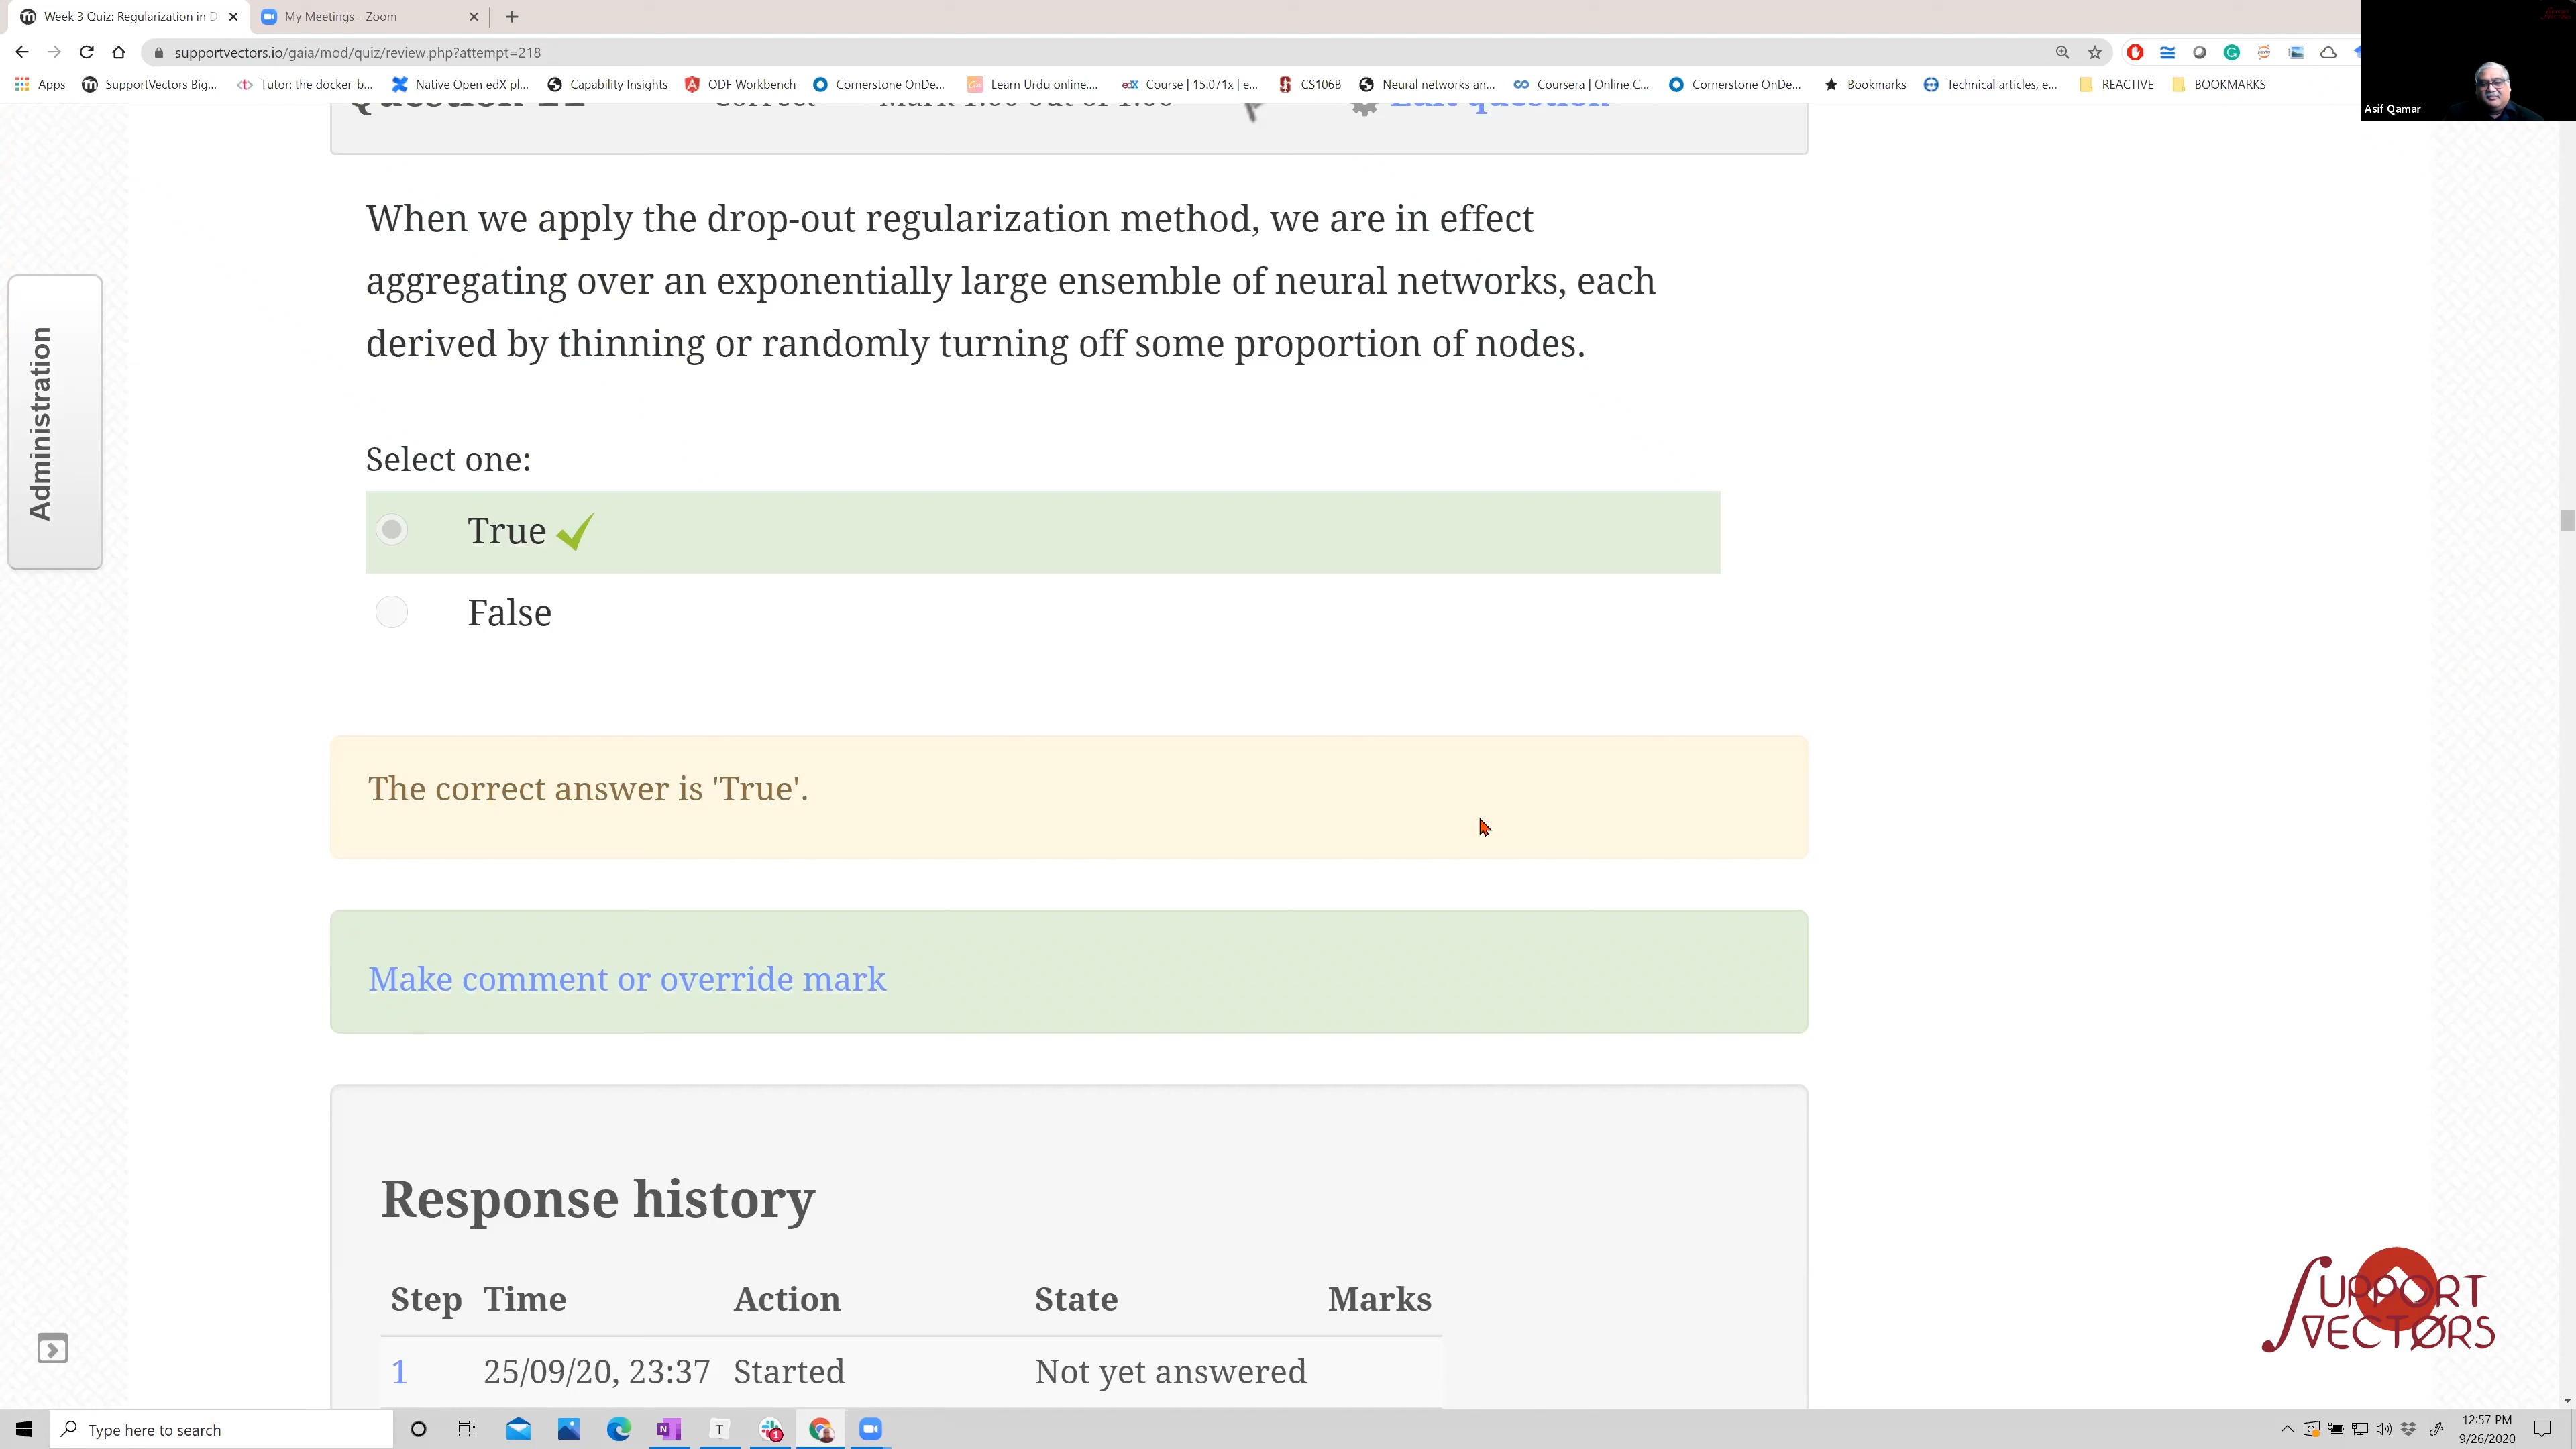 Week 3 Quiz: Regularization in D
My Meetings - Zoom
supportvectors.io/gaia/mod/quiz/review.php?attempt=218
Apps
SupportVectors Big...
Tutor: the docker-b...
Native Open edX pl...
Capability Insights
ODF Workbench
Cornerstone OnDe...
Learn Urdu online,...
Course | 15.071x | e...
CS106B
Neural networks an...
Coursera | Online C...
Cornerstone OnDe...
Bookmarks
Technical articles, e...
REACTIVE
BOOKMARKS
Asif Qamar
Administration
Edit question
When we apply the drop-out regularization method, we are in effect
aggregating over an exponentially large ensemble of neural networks, each
derived by thinning or randomly turning off some proportion of nodes.
Select one:
True
False
The correct answer is 'True'.
Make comment or override mark
Response history
Step Time Action State Marks
1 25/09/20, 23:37 Started Not yet answered
SUPPORT
VECTORS
Type here to search
12:57 PM
9/26/2020